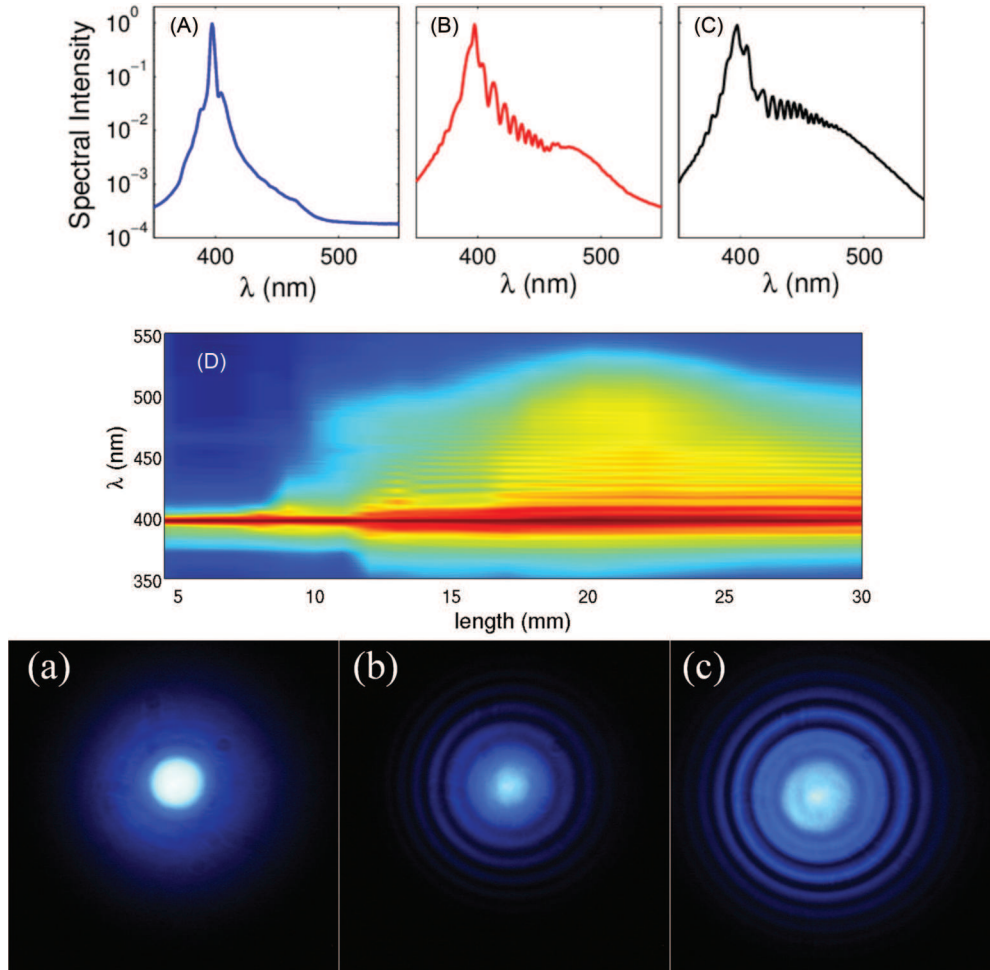 (A) (B) (C)
Spectral Intensity
10^0
10^-1
10^-2
10^-3
10^-4
400 500 400 500 400 500
λ (nm) λ (nm) λ (nm)
(D)
λ (nm)
550
500
450
400
350
5 10 15 20 25 30
length (mm)
(a) (b) (c)